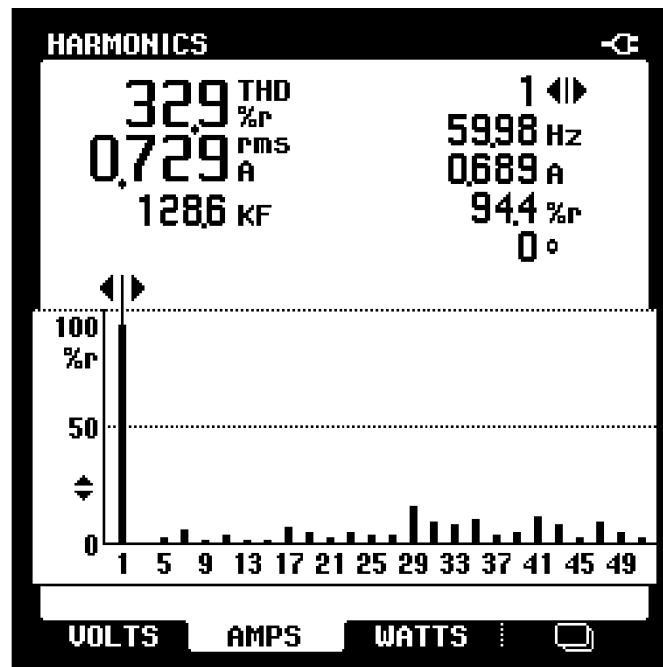 HARMONICS
32.9 THD %r
0.729 rms A
128.6 KF
1
59.98 Hz
0.689 A
94.4 %r
0 °
100
%r
50
0
1 5 9 13 17 21 25 29 33 37 41 45 49
VOLTS AMPS WATTS